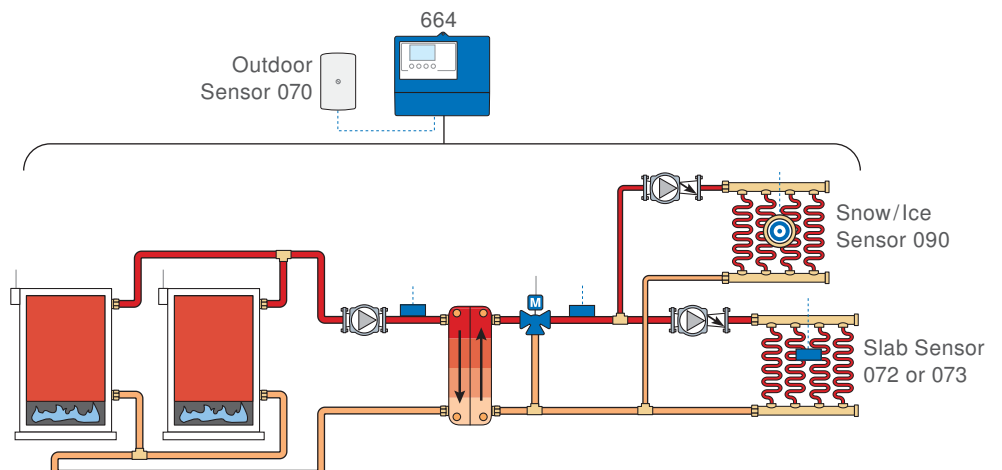 664
Outdoor
Sensor 070
Snow/Ice
Sensor 090
M
Slab Sensor
072 or 073